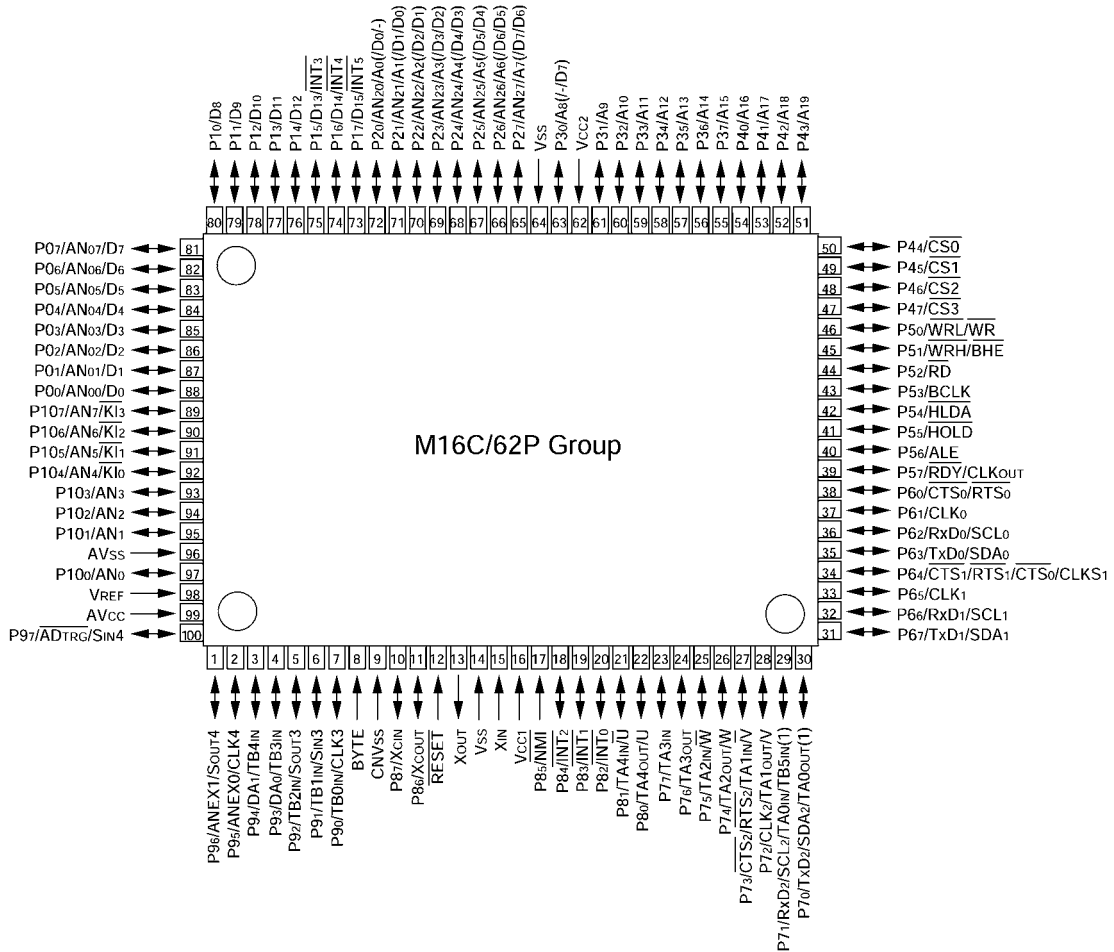 P10/D8
P11/D9
P12/D10
P13/D11
P14/D12
P15/D13/INT3
P16/D14/INT4
P17/D15/INT5
P20/AN20/A0(/D0/-)
P21/AN21/A1(/D1/D0)
P22/AN22/A2(/D2/D1)
P23/AN23/A3(/D3/D2)
P24/AN24/A4(/D4/D3)
P25/AN25/A5(/D5/D4)
P26/AN26/A6(/D6/D5)
P27/AN27/A7(/D7/D6)
VSS
P30/A8(/-/D7)
VCC2
P31/A9
P32/A10
P33/A11
P34/A12
P35/A13
P36/A14
P37/A15
P40/A16
P41/A17
P42/A18
P43/A19
80 79 78 77 76 75 74 73 72 71 70 69 68 67 66 65 64 63 62 61 60 59 58 57 56 55 54 53 52 51
P07/AN07/D7 81
P06/AN06/D6 82
P05/AN05/D5 83
P04/AN04/D4 84
P03/AN03/D3 85
P02/AN02/D2 86
P01/AN01/D1 87
P00/AN00/D0 88
P107/AN7/KI3 89
P106/AN6/KI2 90
P105/AN5/KI1 91
P104/AN4/KI0 92
P103/AN3 93
P102/AN2 94
P101/AN1 95
AVSS 96
P100/AN0 97
VREF 98
AVCC 99
P97/ADTRG/SIN4 100
M16C/62P Group
50 P44/CS0
49 P45/CS1
48 P46/CS2
47 P47/CS3
46 P50/WRL/WR
45 P51/WRH/BHE
44 P52/RD
43 P53/BCLK
42 P54/HLDA
41 P55/HOLD
40 P56/ALE
39 P57/RDY/CLKOUT
38 P60/CTS0/RTS0
37 P61/CLK0
36 P62/RxD0/SCL0
35 P63/TxD0/SDA0
34 P64/CTS1/RTS1/CTS0/CLKS1
33 P65/CLK1
32 P66/RxD1/SCL1
31 P67/TxD1/SDA1
1 2 3 4 5 6 7 8 9 10 11 12 13 14 15 16 17 18 19 20 21 22 23 24 25 26 27 28 29 30
P96/ANEX1/SOUT4
P95/ANEX0/CLK4
P94/DA1/TB4IN
P93/DA0/TB3IN
P92/TB2IN/SOUT3
P91/TB1IN/SIN3
P90/TB0IN/CLK3
BYTE
CNVSS
P87/XCIN
P86/XCOUT
RESET
XOUT
VSS
XIN
VCC1
P85/NMI
P84/INT2
P83/INT1
P82/INT0
P81/TA4IN/U
P80/TA4OUT/U
P77/TA3IN
P76/TA3OUT
P75/TA2IN/W
P74/TA2OUT/W
P73/CTS2/RTS2/TA1IN/V
P72/CLK2/TA1OUT/V
P71/RxD2/SCL2/TA0IN/TB5IN(1)
P70/TxD2/SDA2/TA0OUT(1)